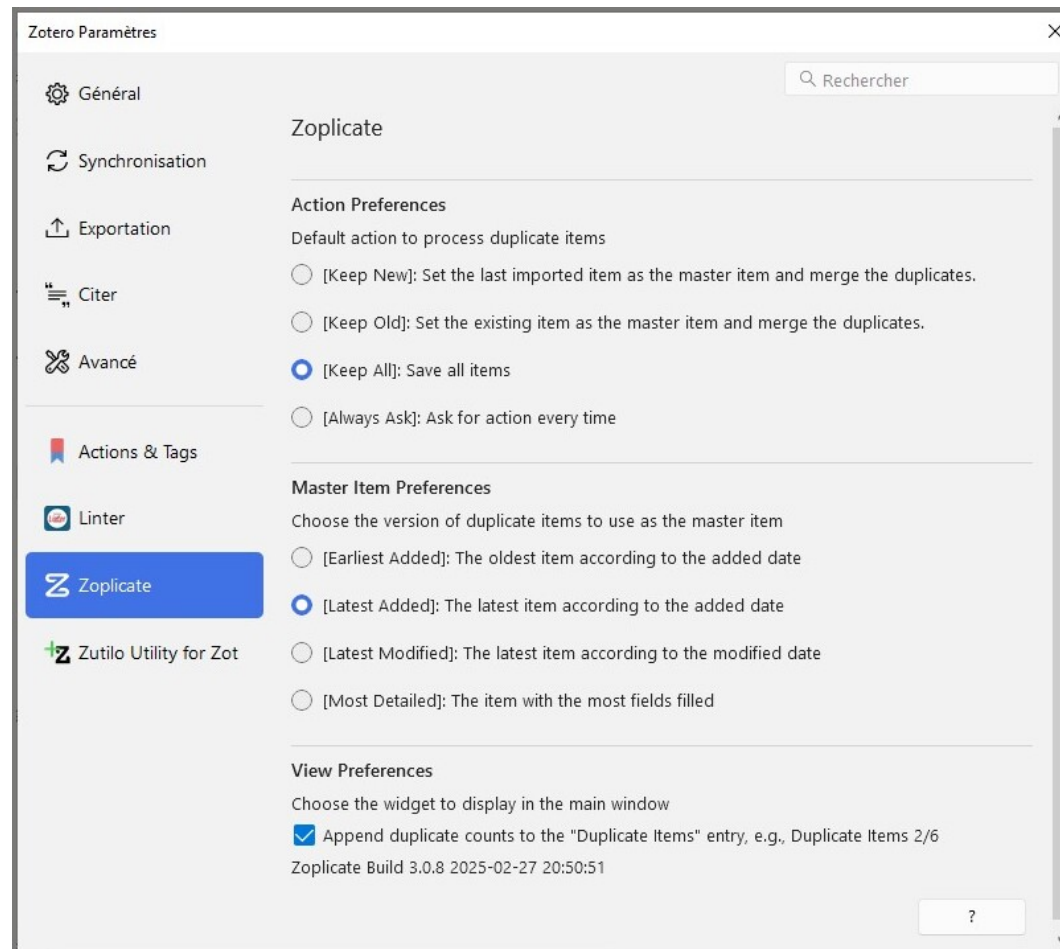 Zotero Paramètres
Rechercher
Général
Synchronisation
Exportation
Citer
Avancé
Actions & Tags
Linter
Zoplicate
Zutilo Utility for Zot
Zoplicate
Action Preferences
Default action to process duplicate items
[Keep New]: Set the last imported item as the master item and merge the duplicates.
[Keep Old]: Set the existing item as the master item and merge the duplicates.
[Keep All]: Save all items
[Always Ask]: Ask for action every time
Master Item Preferences
Choose the version of duplicate items to use as the master item
[Earliest Added]: The oldest item according to the added date
[Latest Added]: The latest item according to the added date
[Latest Modified]: The latest item according to the modified date
[Most Detailed]: The item with the most fields filled
View Preferences
Choose the widget to display in the main window
Append duplicate counts to the "Duplicate Items" entry, e.g., Duplicate Items 2/6
Zoplicate Build 3.0.8 2025-02-27 20:50:51
?